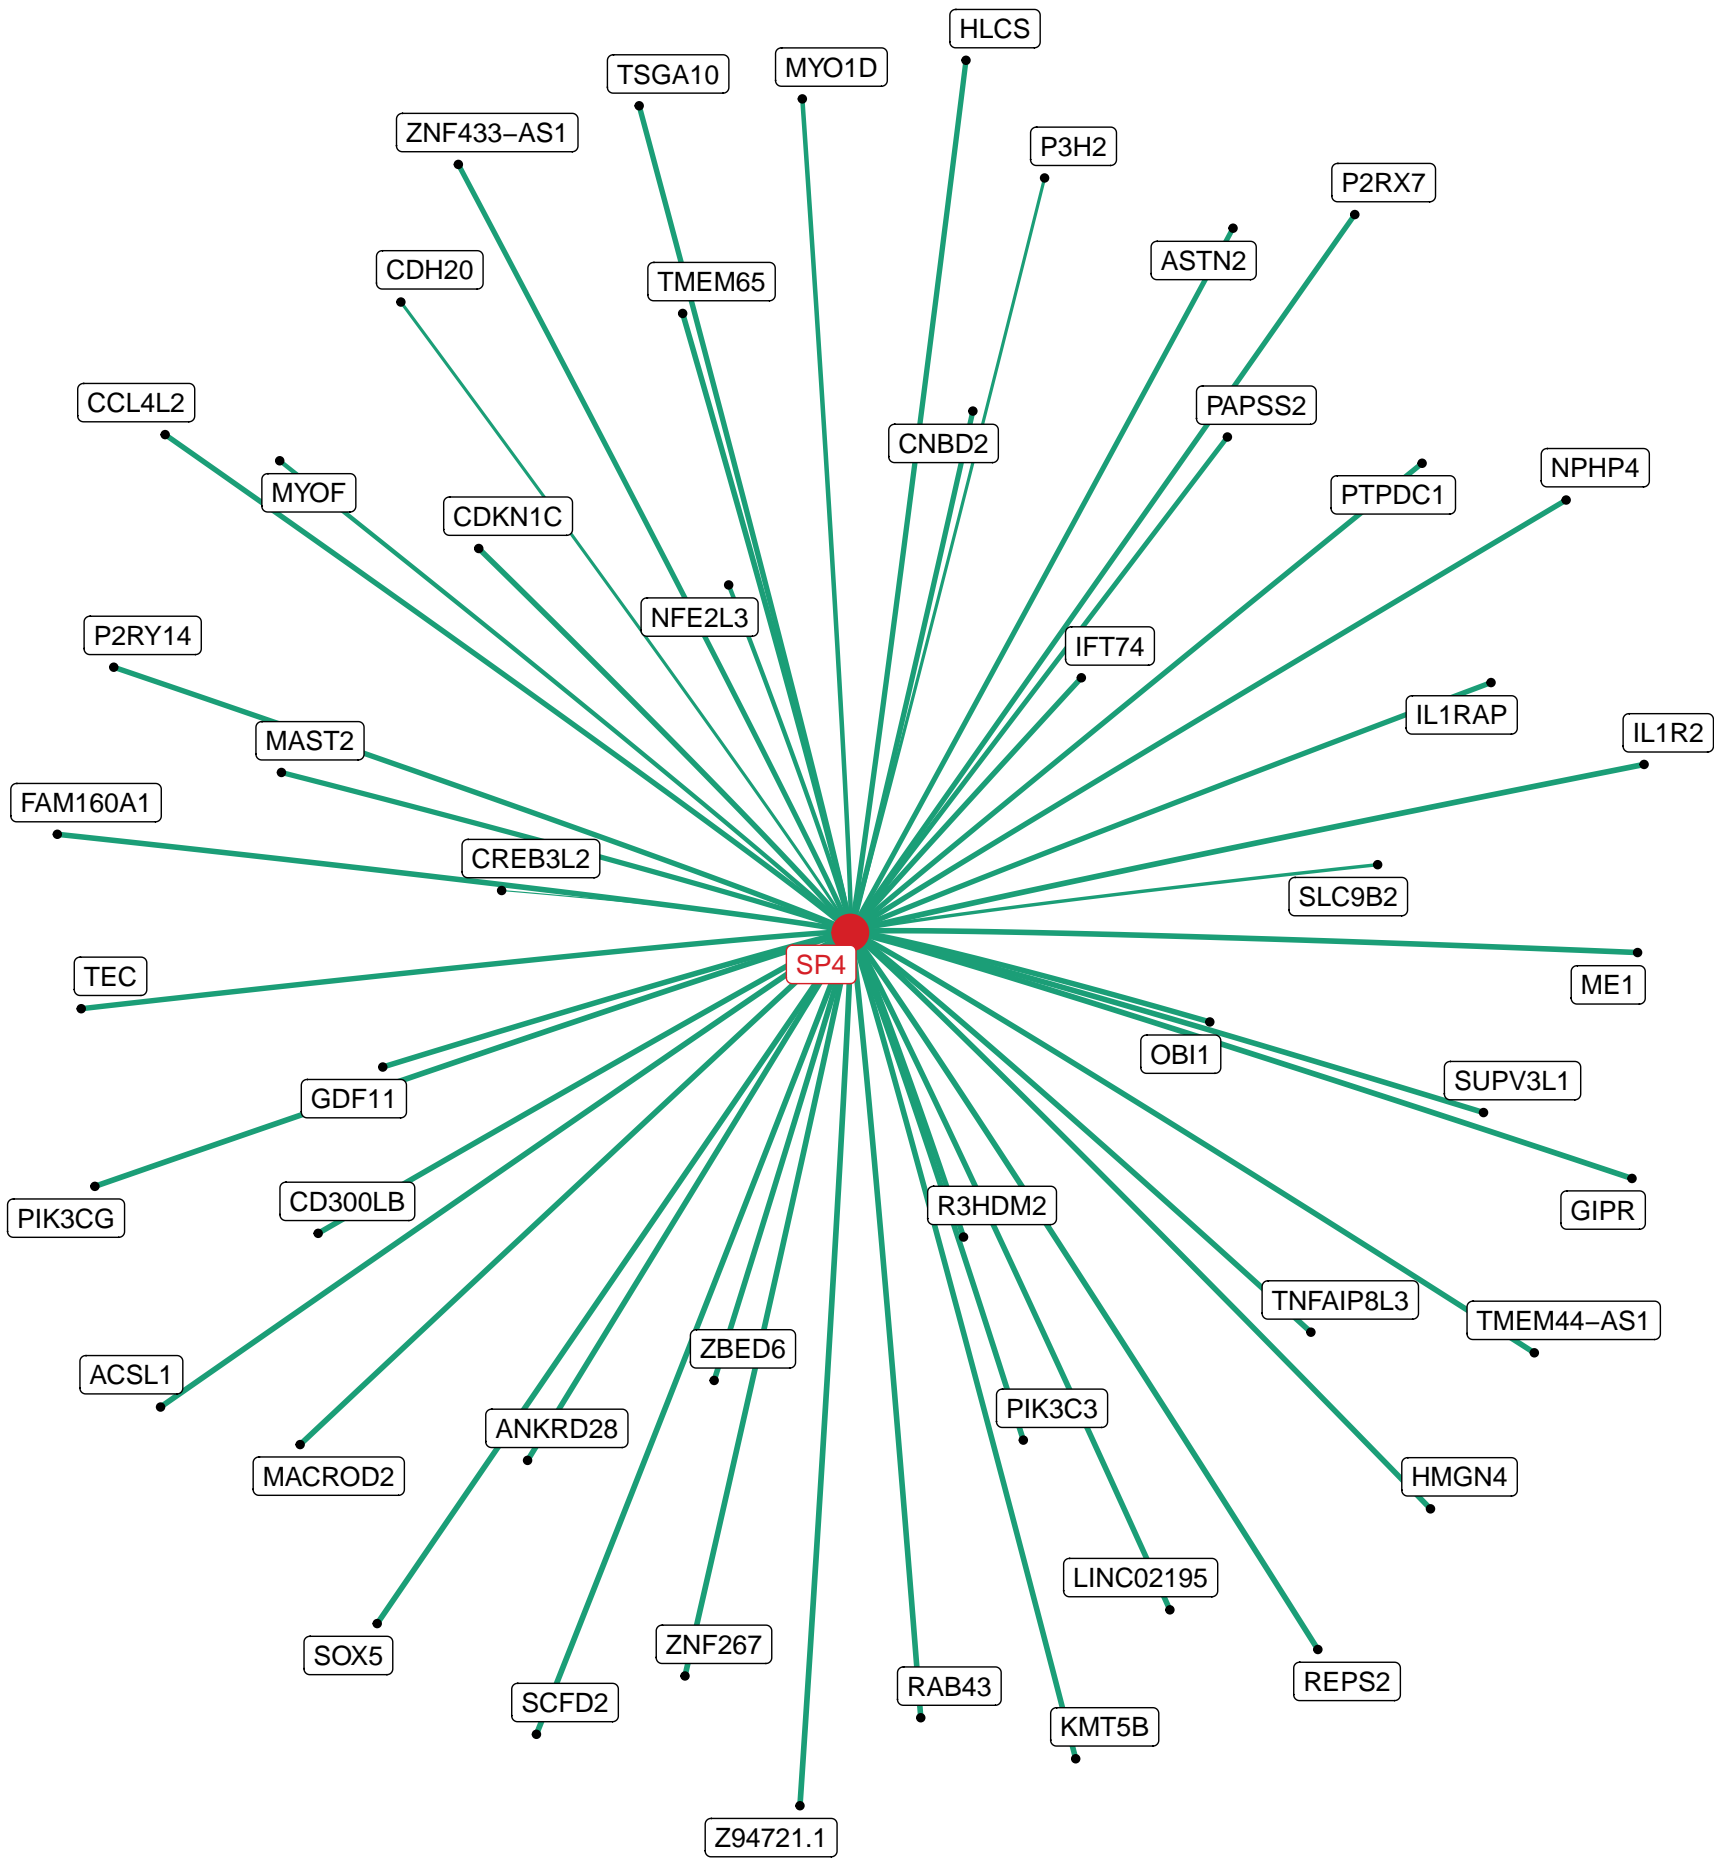 HLCS
MYO1D
TSGA10
ZNF433−AS1
P3H2
P2RX7
ASTN2
CDH20
TMEM65
CCL4L2
PAPSS2
CNBD2
NPHP4
MYOF
PTPDC1
CDKN1C
NFE2L3
P2RY14
IFT74
IL1RAP
IL1R2
MAST2
FAM160A1
CREB3L2
SLC9B2
SP4
TEC
ME1
OBI1
SUPV3L1
GDF11
CD300LB
R3HDM2
GIPR
PIK3CG
TNFAIP8L3
TMEM44−AS1
ZBED6
ACSL1
PIK3C3
ANKRD28
MACROD2
HMGN4
LINC02195
ZNF267
SOX5
REPS2
RAB43
SCFD2
KMT5B
Z94721.1